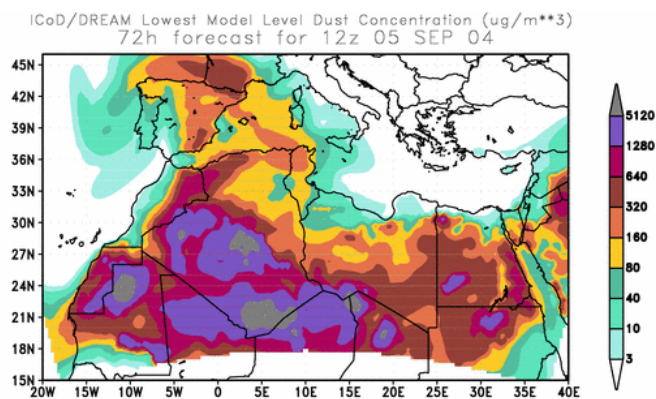 ICoD/DREAM Lowest Model Level Dust Concentration (ug/m**3)
72h forecast for 12z 05 SEP 04
45N
42N
39N
36N
33N
30N
27N
24N
21N
18N
15N
20W 15W 10W 5W 0 5E 10E 15E 20E 25E 30E 35E 40E
5120
1280
640
320
160
80
40
10
3